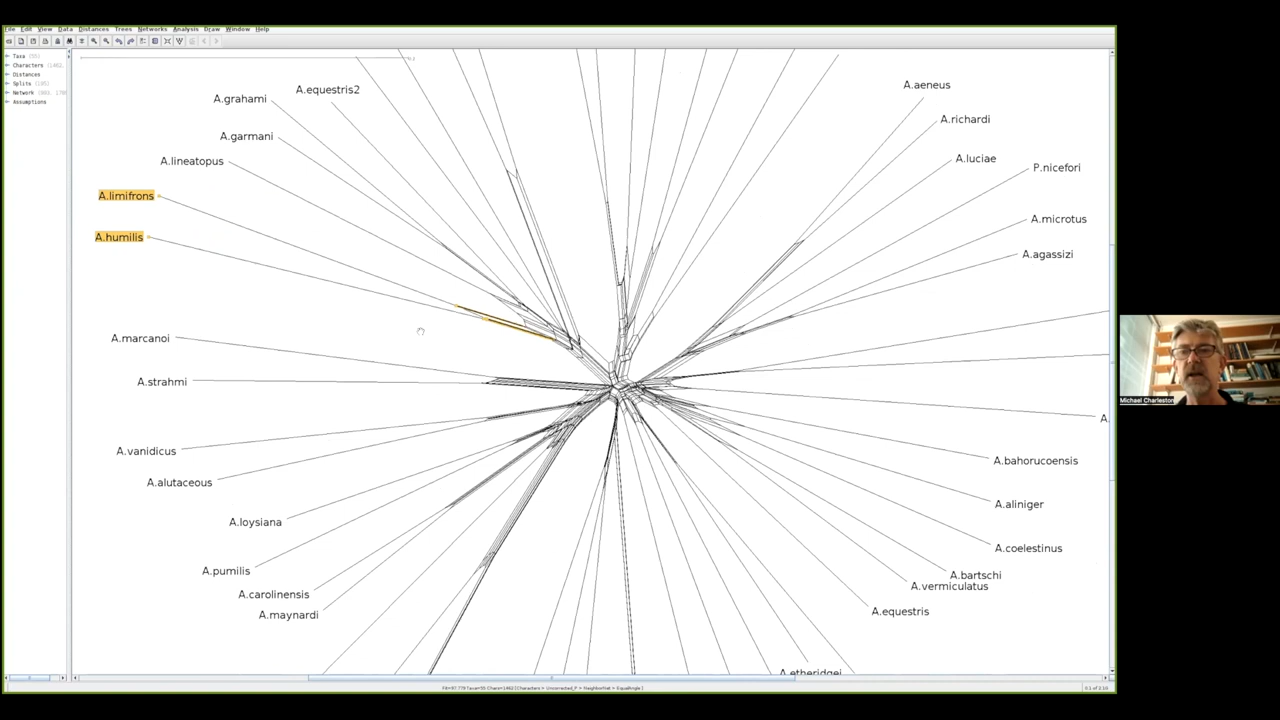 File Edit View Data Distances Trees Networks Analysis Draw Window Help
Taxa (55)
Characters (1462,
Distances
Splits
Network
Assumptions
A.equestris2
A.grahami
A.garmani
A.lineatopus
A.limifrons
A.humilis
A.marcanoi
A.strahmi
A.vanidicus
A.alutaceous
A.loysiana
A.pumilis
A.carolinensis
A.maynardi
A.aeneus
A.richardi
A.luciae
P.nicefori
A.microtus
A.agassizi
A.
A.bahorucoensis
A.aliniger
A.coelestinus
A.bartschi
A.vermiculatus
A.equestris
A.etheridgei
Michael Charleston